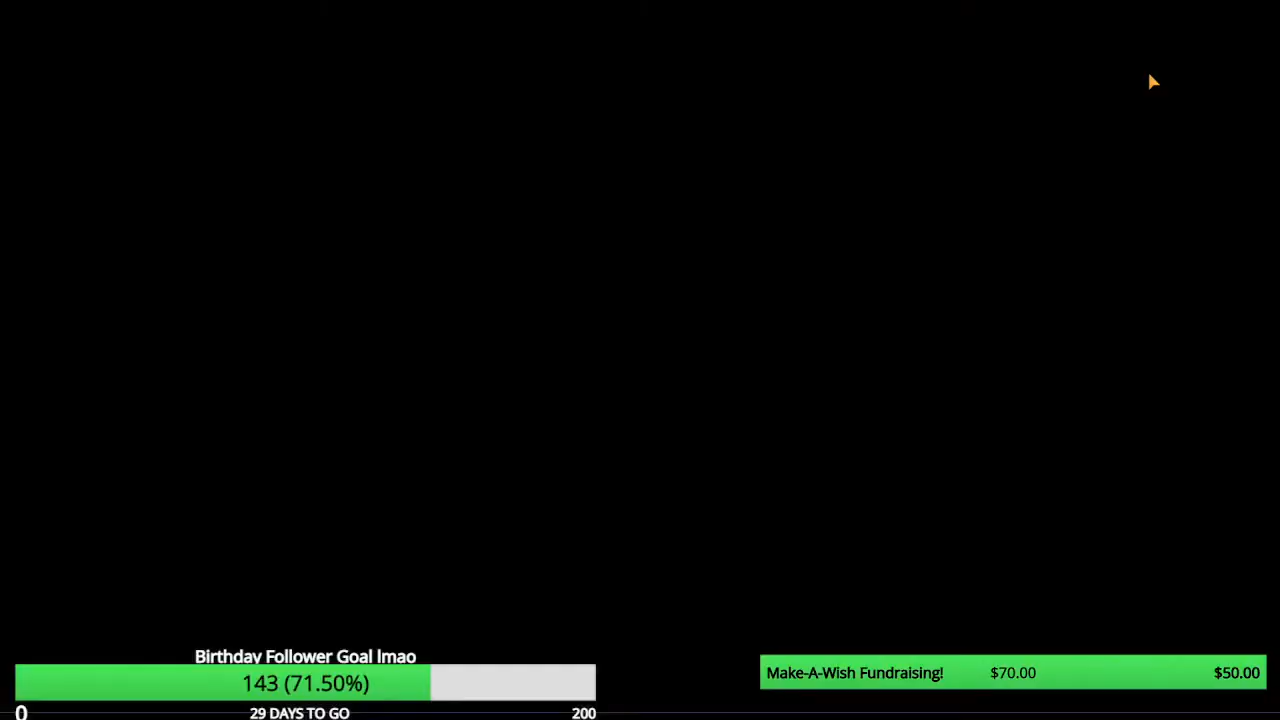 Birthday Follower Goal lmao
143 (71.50%)
0 29 DAYS TO GO 200
Make-A-Wish Fundraising! $70.00 $50.00